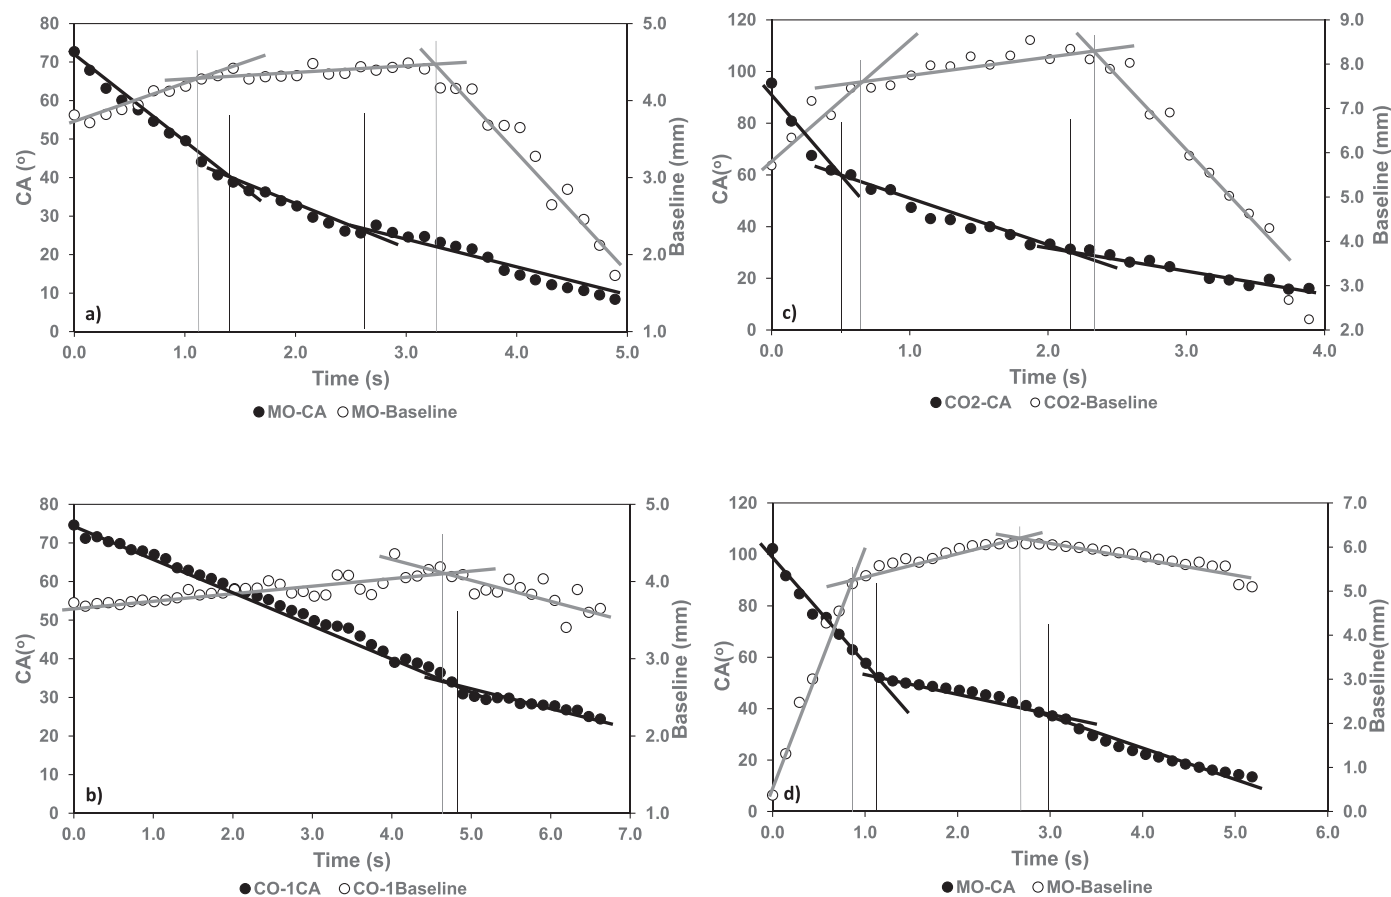 80
70
60
50
40
30
20
10
0
CA (°)
5.0
4.0
3.0
2.0
1.0
Baseline (mm)
a)
0.0 1.0 2.0 3.0 4.0 5.0
Time (s)
MO-CA MO-Baseline
120
100
80
60
40
20
0
CA(°)
9.0
8.0
7.0
6.0
5.0
4.0
3.0
2.0
Baseline (mm)
c)
0.0 1.0 2.0 3.0 4.0
Time (s)
CO2-CA CO2-Baseline
80
70
60
50
40
30
20
10
0
CA(°)
5.0
4.0
3.0
2.0
1.0
Baseline (mm)
b)
0.0 1.0 2.0 3.0 4.0 5.0 6.0 7.0
Time (s)
CO-1CA CO-1Baseline
120
100
80
60
40
20
0
CA(°)
7.0
6.0
5.0
4.0
3.0
2.0
1.0
0.0
Baseline(mm)
d)
0.0 1.0 2.0 3.0 4.0 5.0 6.0
Time (s)
MO-CA MO-Baseline